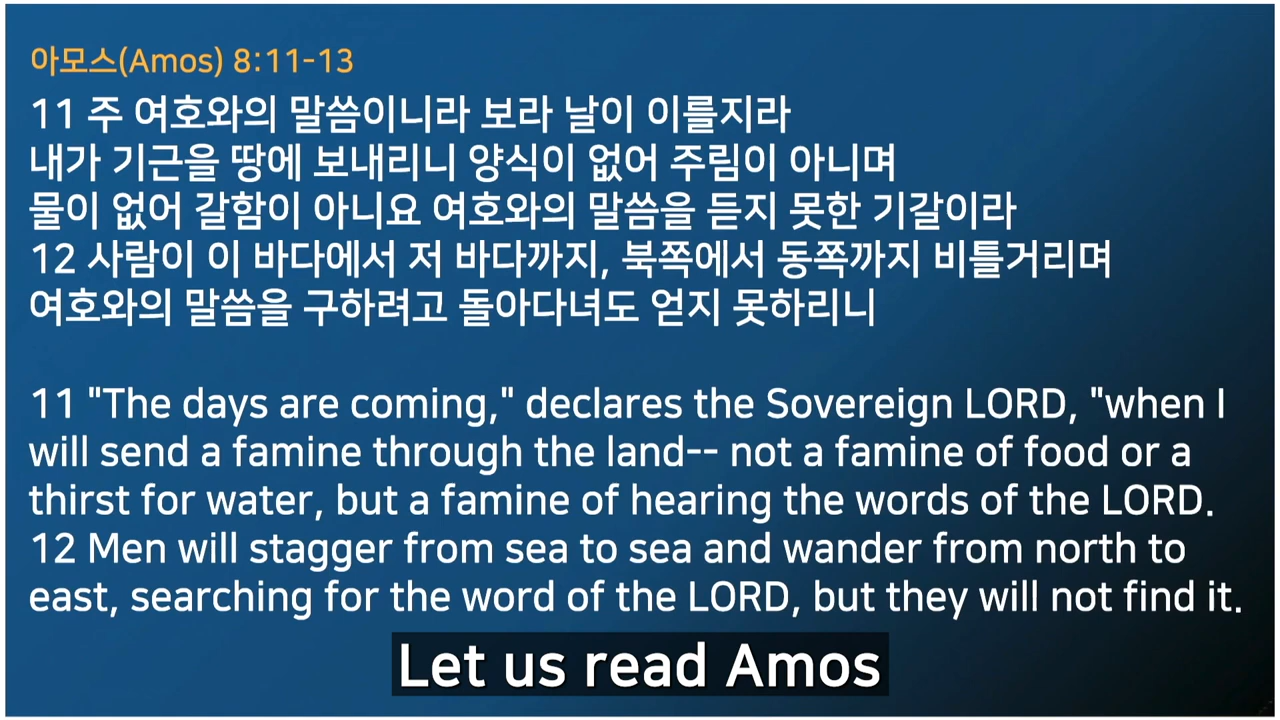 아모스(Amos) 8:11-13
11 주 여호와의 말씀이니라 보라 날이 이를지라
내가 기근을 땅에 보내리니 양식이 없어 주림이 아니며
물이 없어 갈함이 아니요 여호와의 말씀을 듣지 못한 기갈이라
12 사람이 이 바다에서 저 바다까지, 북쪽에서 동쪽까지 비틀거리며
여호와의 말씀을 구하려고 돌아다녀도 얻지 못하리니
11 "The days are coming," declares the Sovereign LORD, "when I
will send a famine through the land-- not a famine of food or a
thirst for water, but a famine of hearing the words of the LORD.
12 Men will stagger from sea to sea and wander from north to
east, searching for the word of the LORD, but they will not find it.
Let us read Amos